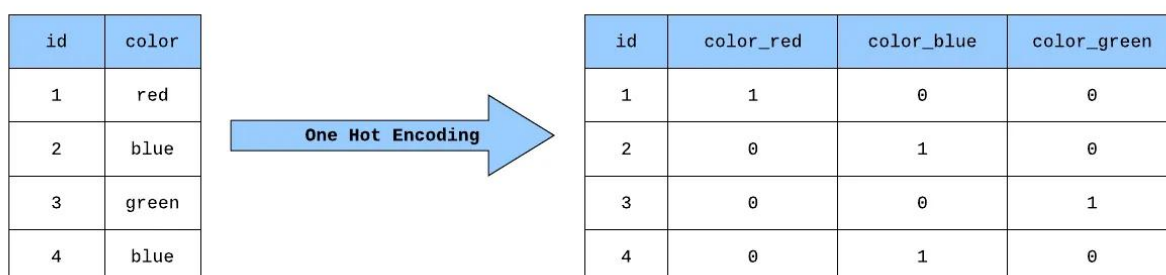 id color
1 red
2 blue
3 green
4 blue
One Hot Encoding
id color_red color_blue color_green
1 1 0 0
2 0 1 0
3 0 0 1
4 0 1 0